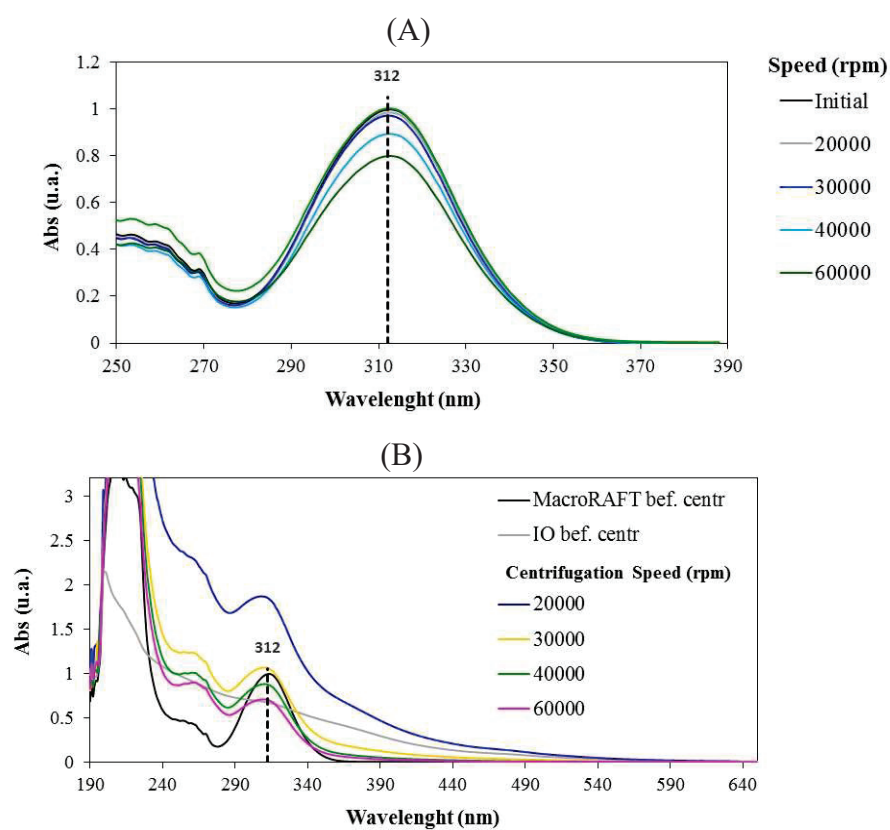 (A)
312
1.2
1
0.8
0.6
0.4
0.2
0
250 270 290 310 330 350 370 390
Abs (u.a.)
Wavelenght (nm)
Speed (rpm)
Initial
20000
30000
40000
60000
(B)
3
2.5
2
1.5
1
0.5
0
190 240 290 340 390 440 490 540 590 640
Abs (u.a.)
Wavelenght (nm)
312
MacroRAFT bef. centr
IO bef. centr
Centrifugation Speed (rpm)
20000
30000
40000
60000